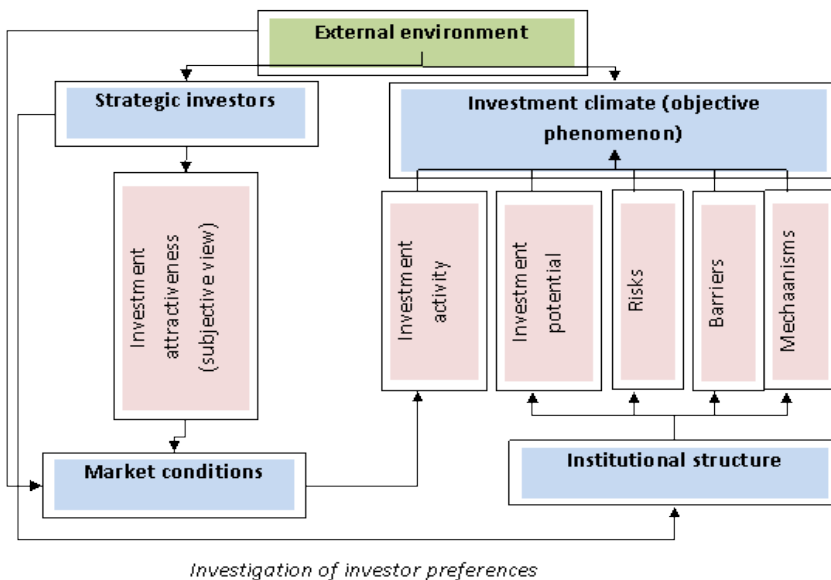 External environment
Strategic investors
Investment climate (objective
phenomenon)
Investment
attractiveness
(subjective view)
Investment
activity
Investment
potential
Risks
Barriers
Mechaanisms
Market conditions
Institutional structure
Investigation of investor preferences